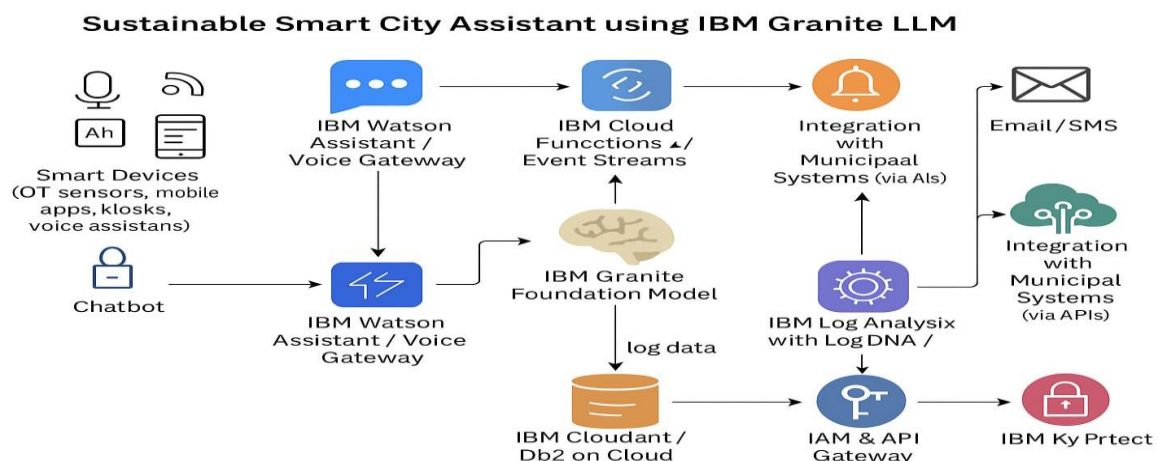 Sustainable Smart City Assistant using IBM Granite LLM
Ah
Smart Devices
(OT sensors, mobile
apps, klosks,
voice assistans)
Chatbot
IBM Watson
Assistant /
Voice Gateway
IBM Watson
Assistant / Voice
Gateway
IBM Cloud
Funcctions /
Event Streams
IBM Granite
Foundation Model
log data
IBM Cloudant /
Db2 on Cloud
Integration
with
Municipaal
Systems (via AIs)
IBM Log Analysix
with Log DNA /
IAM & API
Gateway
Email / SMS
Integration
with
Municipal
Systems
(via APIs)
IBM Ky Prtect